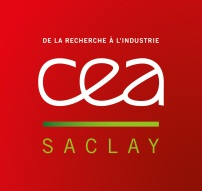 DE LA RECHERCHE À L'INDUSTRIE
cea
SACLAY